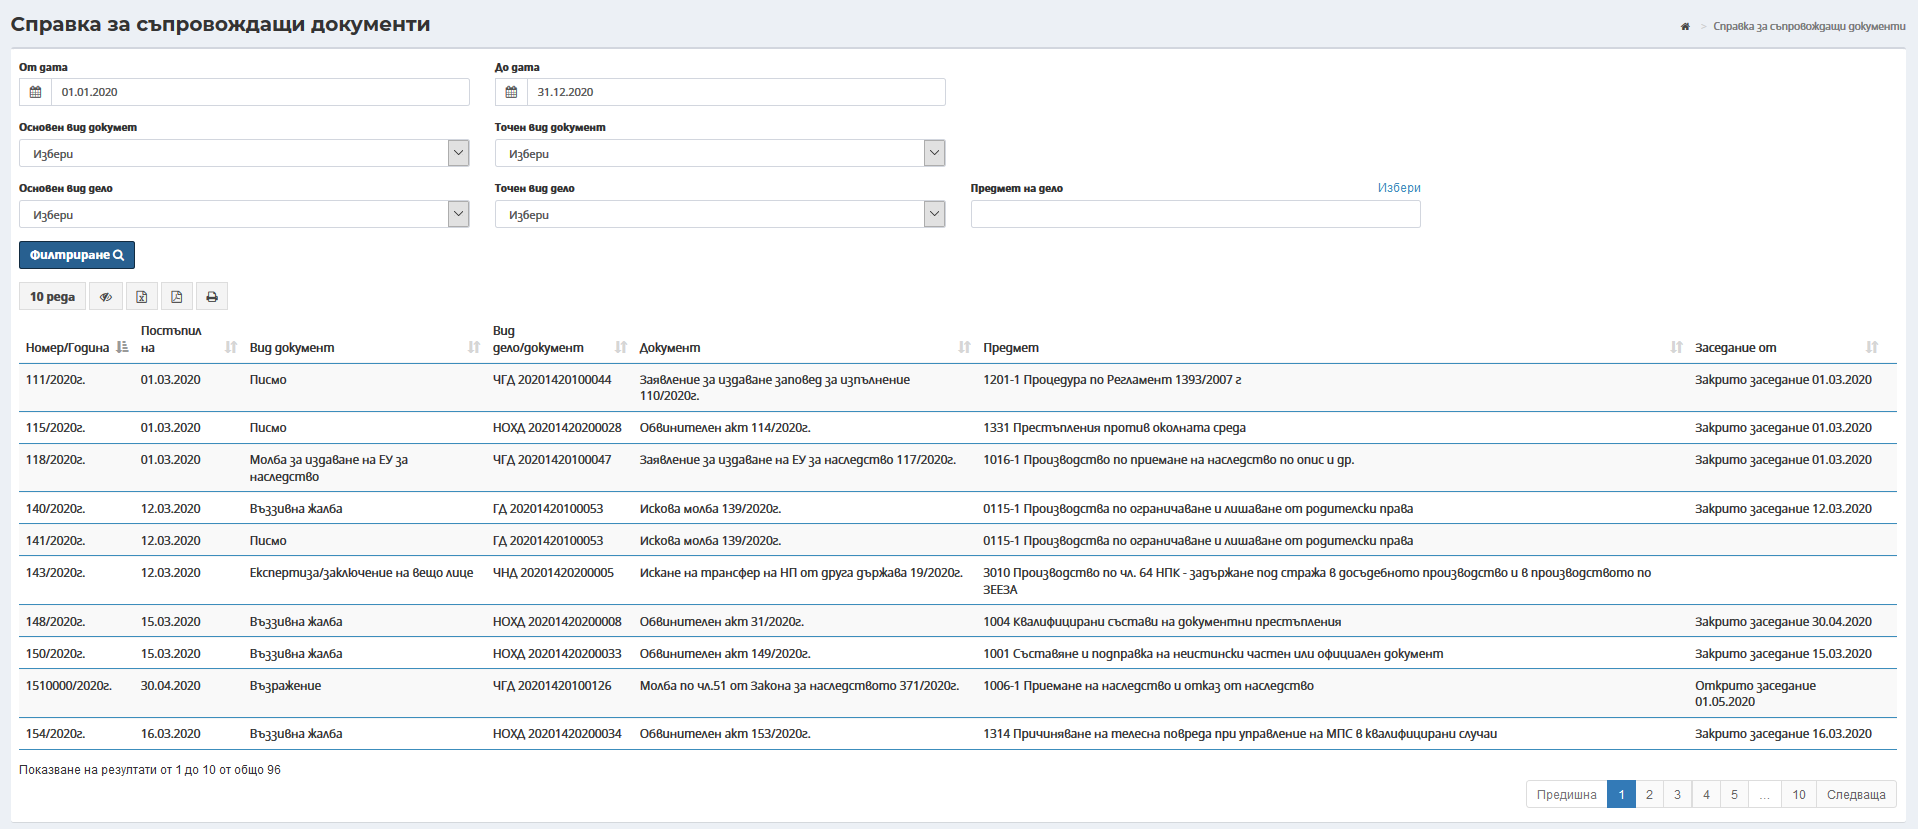 Справка за съпровождащи документи
> Справка за съпровождащи документи
От дата
До дата
01.01.2020
31.12.2020
Основен вид докумет
Точен вид документ
Избери
Избери
Основен вид дело
Точен вид дело
Предмет на дело
Избери
Избери
Избери
Филтриране
10 реда
Номер/Година Постъпил на Вид документ Вид дело/документ Документ Предмет Заседание от
111/2020г. 01.03.2020 Писмо ЧГД 20201420100044 Заявление за издаване заповед за изпълнение 1201-1 Процедура по Регламент 1393/2007 г Закрито заседание 01.03.2020
110/2020г.
115/2020г. 01.03.2020 Писмо НОХД 20201420200028 Обвинителен акт 114/2020г. 1331 Престъпления против околната среда Закрито заседание 01.03.2020
118/2020г. 01.03.2020 Молба за издаване на ЕУ за ЧГД 20201420100047 Заявление за издаване на ЕУ за наследство 117/2020г. 1016-1 Производство по приемане на наследство по опис и др. Закрито заседание 01.03.2020
наследство
140/2020г. 12.03.2020 Въззивна жалба ГД 20201420100053 Искова молба 139/2020г. 0115-1 Производства по ограничаване и лишаване от родителски права Закрито заседание 12.03.2020
141/2020г. 12.03.2020 Писмо ГД 20201420100053 Искова молба 139/2020г. 0115-1 Производства по ограничаване и лишаване от родителски права
143/2020г. 12.03.2020 Експертиза/заключение на вещо лице ЧНД 20201420200005 Искане на трансфер на НП от друга държава 19/2020г. 3010 Производство по чл. 64 НПК - задържане под стража в досъдебното производство и в производството по
ЗЕЕЗА
148/2020г. 15.03.2020 Въззивна жалба НОХД 20201420200008 Обвинителен акт 31/2020г. 1004 Квалифицирани състави на документни престъпления Закрито заседание 30.04.2020
150/2020г. 15.03.2020 Въззивна жалба НОХД 20201420200033 Обвинителен акт 149/2020г. 1001 Съставяне и подправка на неистински частен или официален документ Закрито заседание 15.03.2020
1510000/2020г. 30.04.2020 Възражение ЧГД 20201420100126 Молба по чл.51 от Закона за наследството 371/2020г. 1006-1 Приемане на наследство и отказ от наследство Открито заседание
01.05.2020
154/2020г. 16.03.2020 Въззивна жалба НОХД 20201420200034 Обвинителен акт 153/2020г. 1314 Причиняване на телесна повреда при управление на МПС в квалифицирани случаи Закрито заседание 16.03.2020
Показване на резултати от 1 до 10 от общо 96
Предишна 1 2 3 4 5 … 10 Следваща